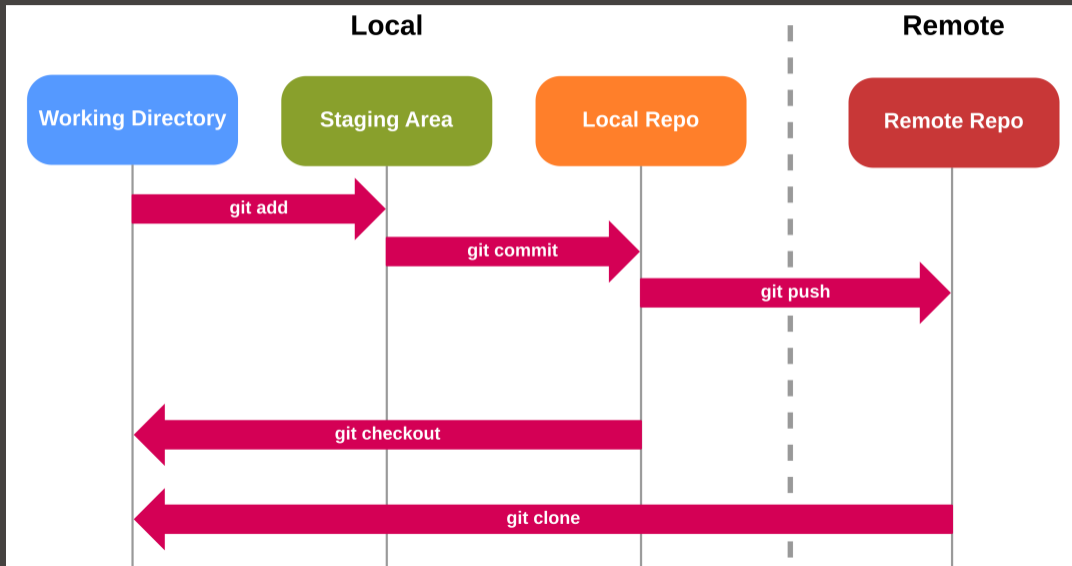 Local
Remote
Working Directory
Staging Area
Local Repo
Remote Repo
git add
git commit
git push
git checkout
git clone